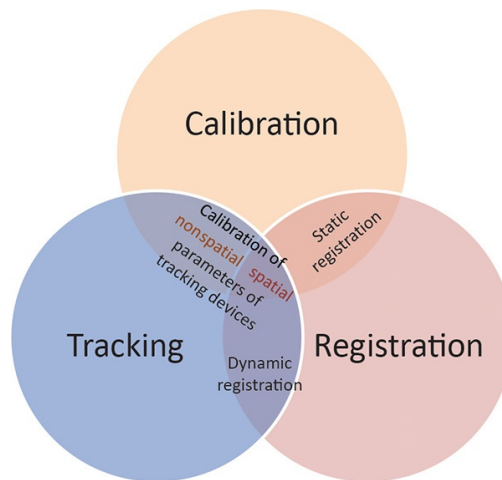 Calibration
Calibration of
nonspatial spatial
parameters of
tracking devices
Static
registration
Tracking
Registration
Dynamic
registration